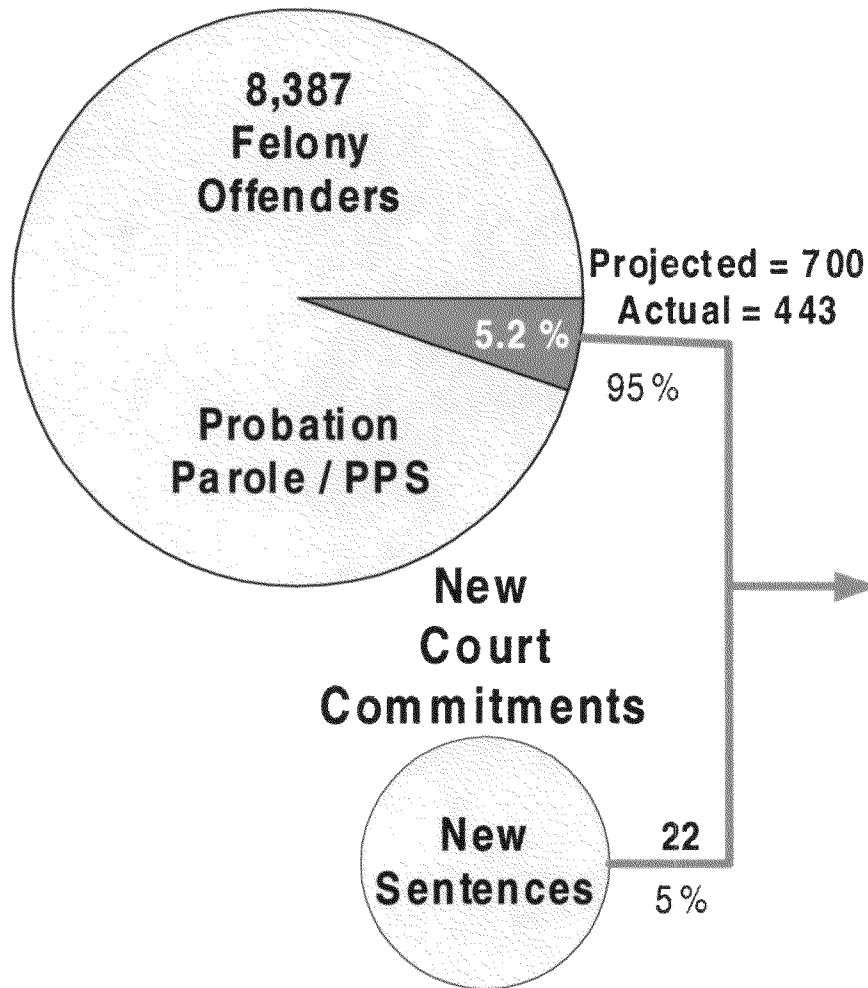 8,387
Felony
Offenders
Projected = 700
Actual = 443
5.2 %
95%
Probation
Parole / PPS
New
Court
Commitments
New
Sentences
22
5%